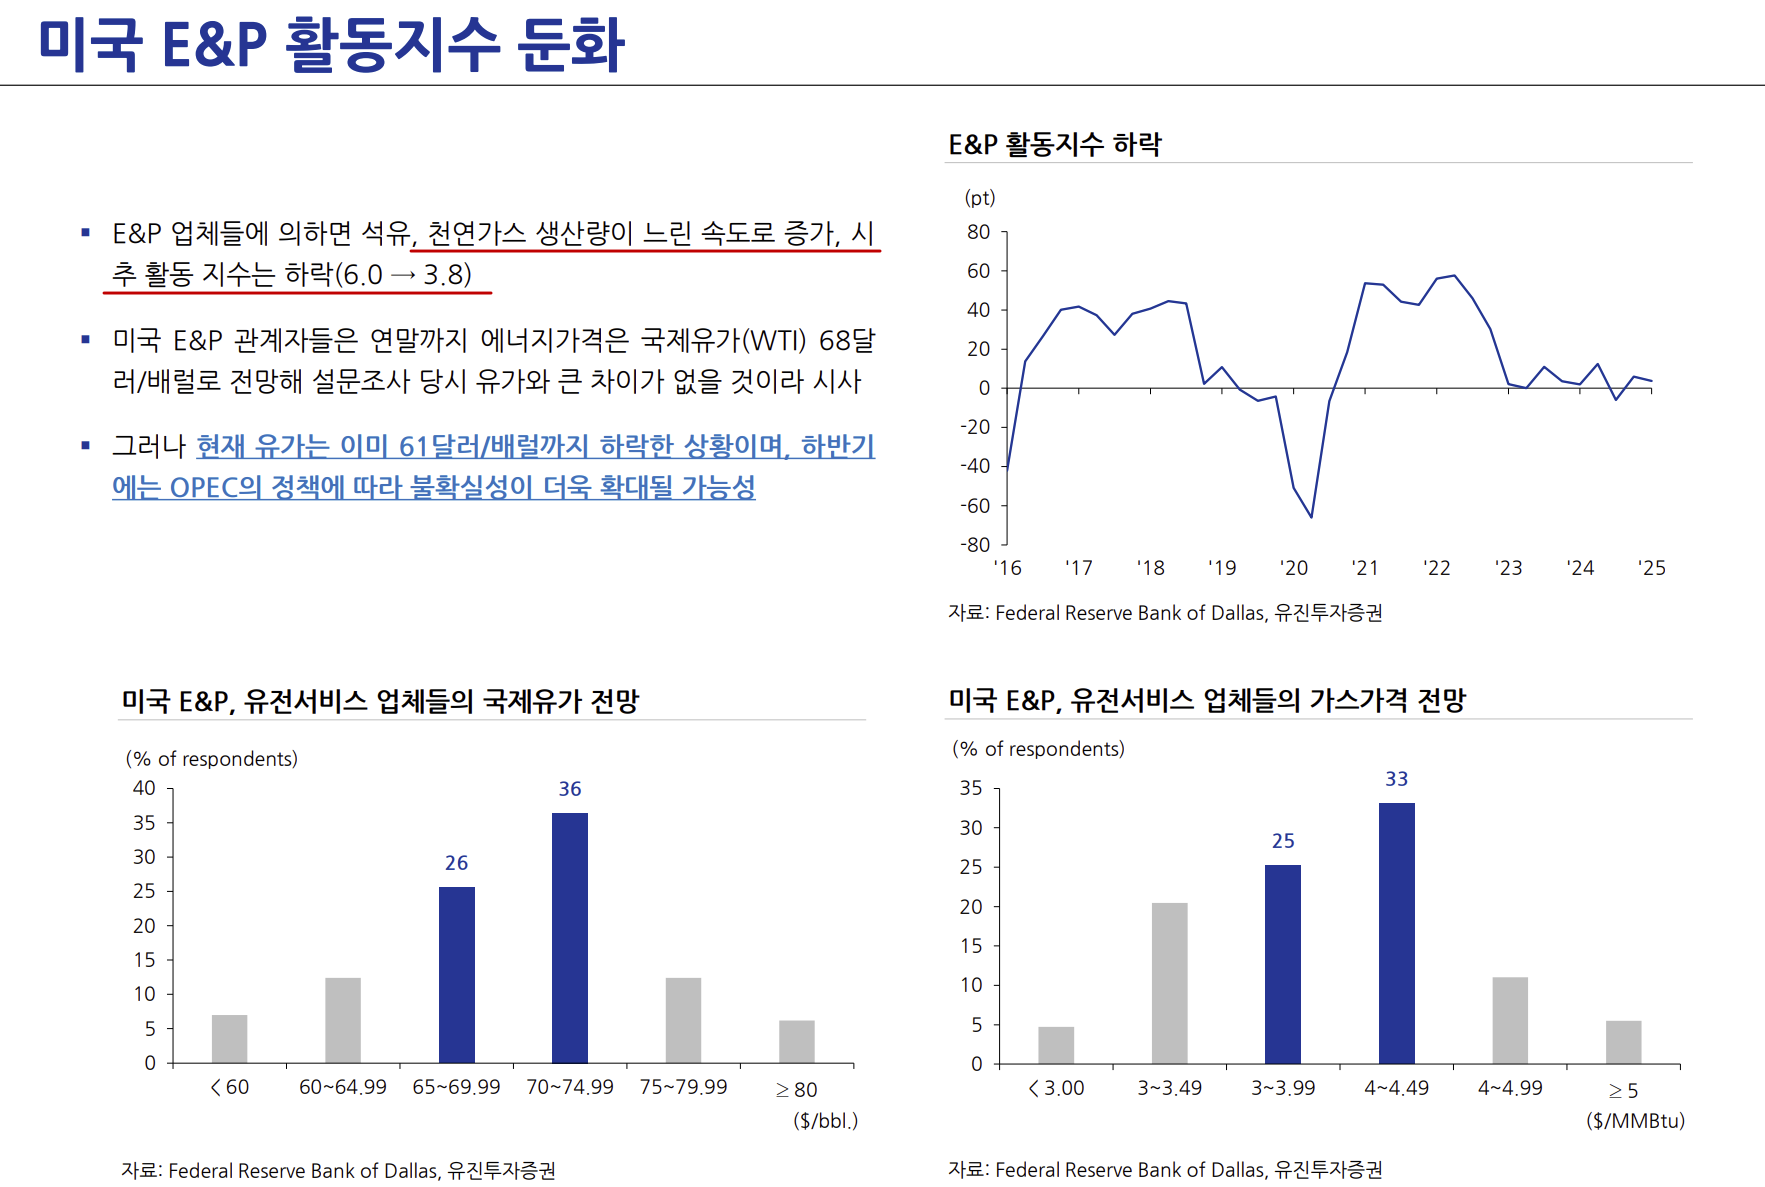 미국 E&P 활동지수 둔화
▪ E&P 업체들에 의하면 석유, 천연가스 생산량이 느린 속도로 증가, 시
추 활동 지수는 하락(6.0 → 3.8)
▪ 미국 E&P 관계자들은 연말까지 에너지가격은 국제유가(WTI) 68달
러/배럴로 전망해 설문조사 당시 유가와 큰 차이가 없을 것이라 시사
▪ 그러나 현재 유가는 이미 61달러/배럴까지 하락한 상황이며, 하반기
에는 OPEC의 정책에 따라 불확실성이 더욱 확대될 가능성
E&P 활동지수 하락
(pt)
80
60
40
20
0
-20
-40
-60
-80
'16 '17 '18 '19 '20 '21 '22 '23 '24 '25
자료: Federal Reserve Bank of Dallas, 유진투자증권
미국 E&P, 유전서비스 업체들의 국제유가 전망
(% of respondents)
40
35
30
25
20
15
10
5
0
26
36
<60 60~64.99 65~69.99 70~74.99 75~79.99 ≥80
($/bbl.)
자료: Federal Reserve Bank of Dallas, 유진투자증권
미국 E&P, 유전서비스 업체들의 가스가격 전망
(% of respondents)
35
30
25
20
15
10
5
0
25
33
<3.00 3~3.49 3~3.99 4~4.49 4~4.99 ≥5
($/MMBtu)
자료: Federal Reserve Bank of Dallas, 유진투자증권